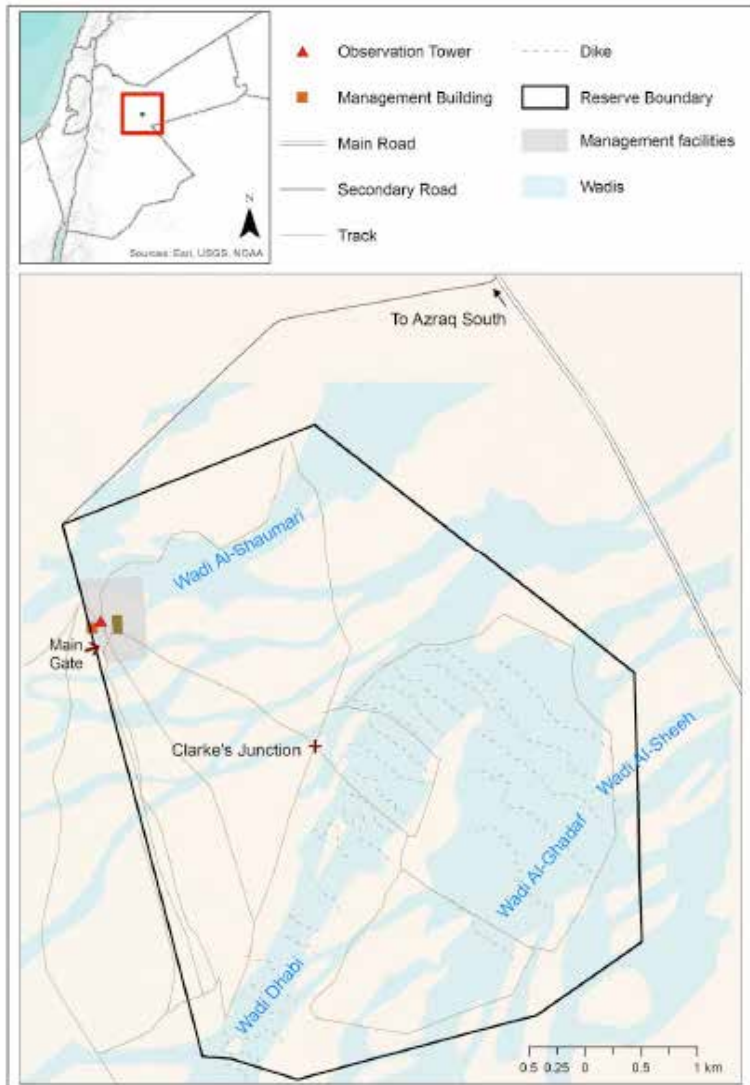 Observation Tower
Management Building
Main Road
Secondary Road
Track
Dike
Reserve Boundary
Management facilities
Wadis
N
Sources: Esri, USGS, NOAA
To Azraq South
Wadi Al-Shaumari
Main
Gate
Clarke's Junction
Wadi Al-Sheeh
Wadi Al-Ghadaf
Wadi Dhabi
0.5 0.25 0 0.5 1 km